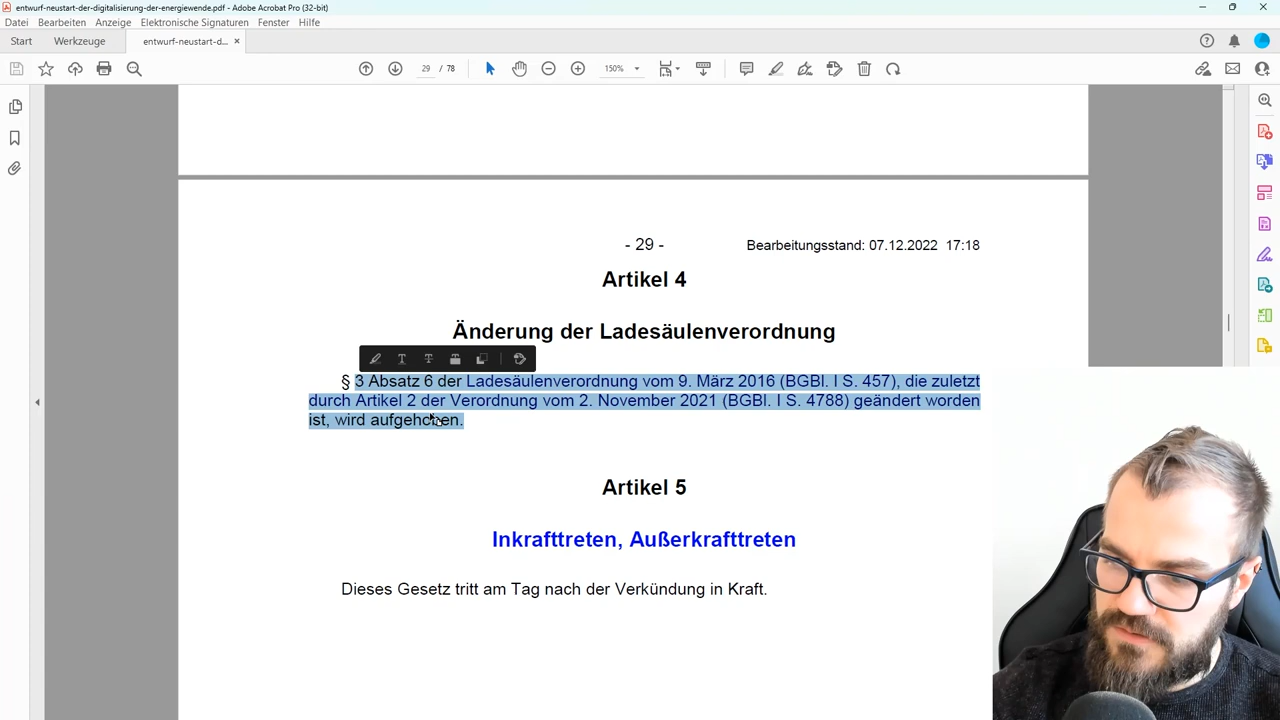 entwurf-neustart-der-digitalisierung-der-energiewende.pdf - Adobe Acrobat Pro (32-bit)
Datei Bearbeiten Anzeige Elektronische Signaturen Fenster Hilfe
Start Werkzeuge entwurf-neustart-d... ×
29 / 78 150%
- 29 - Bearbeitungsstand: 07.12.2022 17:18
Artikel 4
Änderung der Ladesäulenverordnung
§ 3 Absatz 6 der Ladesäulenverordnung vom 9. März 2016 (BGBl. I S. 457), die zuletzt
durch Artikel 2 der Verordnung vom 2. November 2021 (BGBl. I S. 4788) geändert worden
ist, wird aufgehoben.
Artikel 5
Inkrafttreten, Außerkrafttreten
Dieses Gesetz tritt am Tag nach der Verkündung in Kraft.